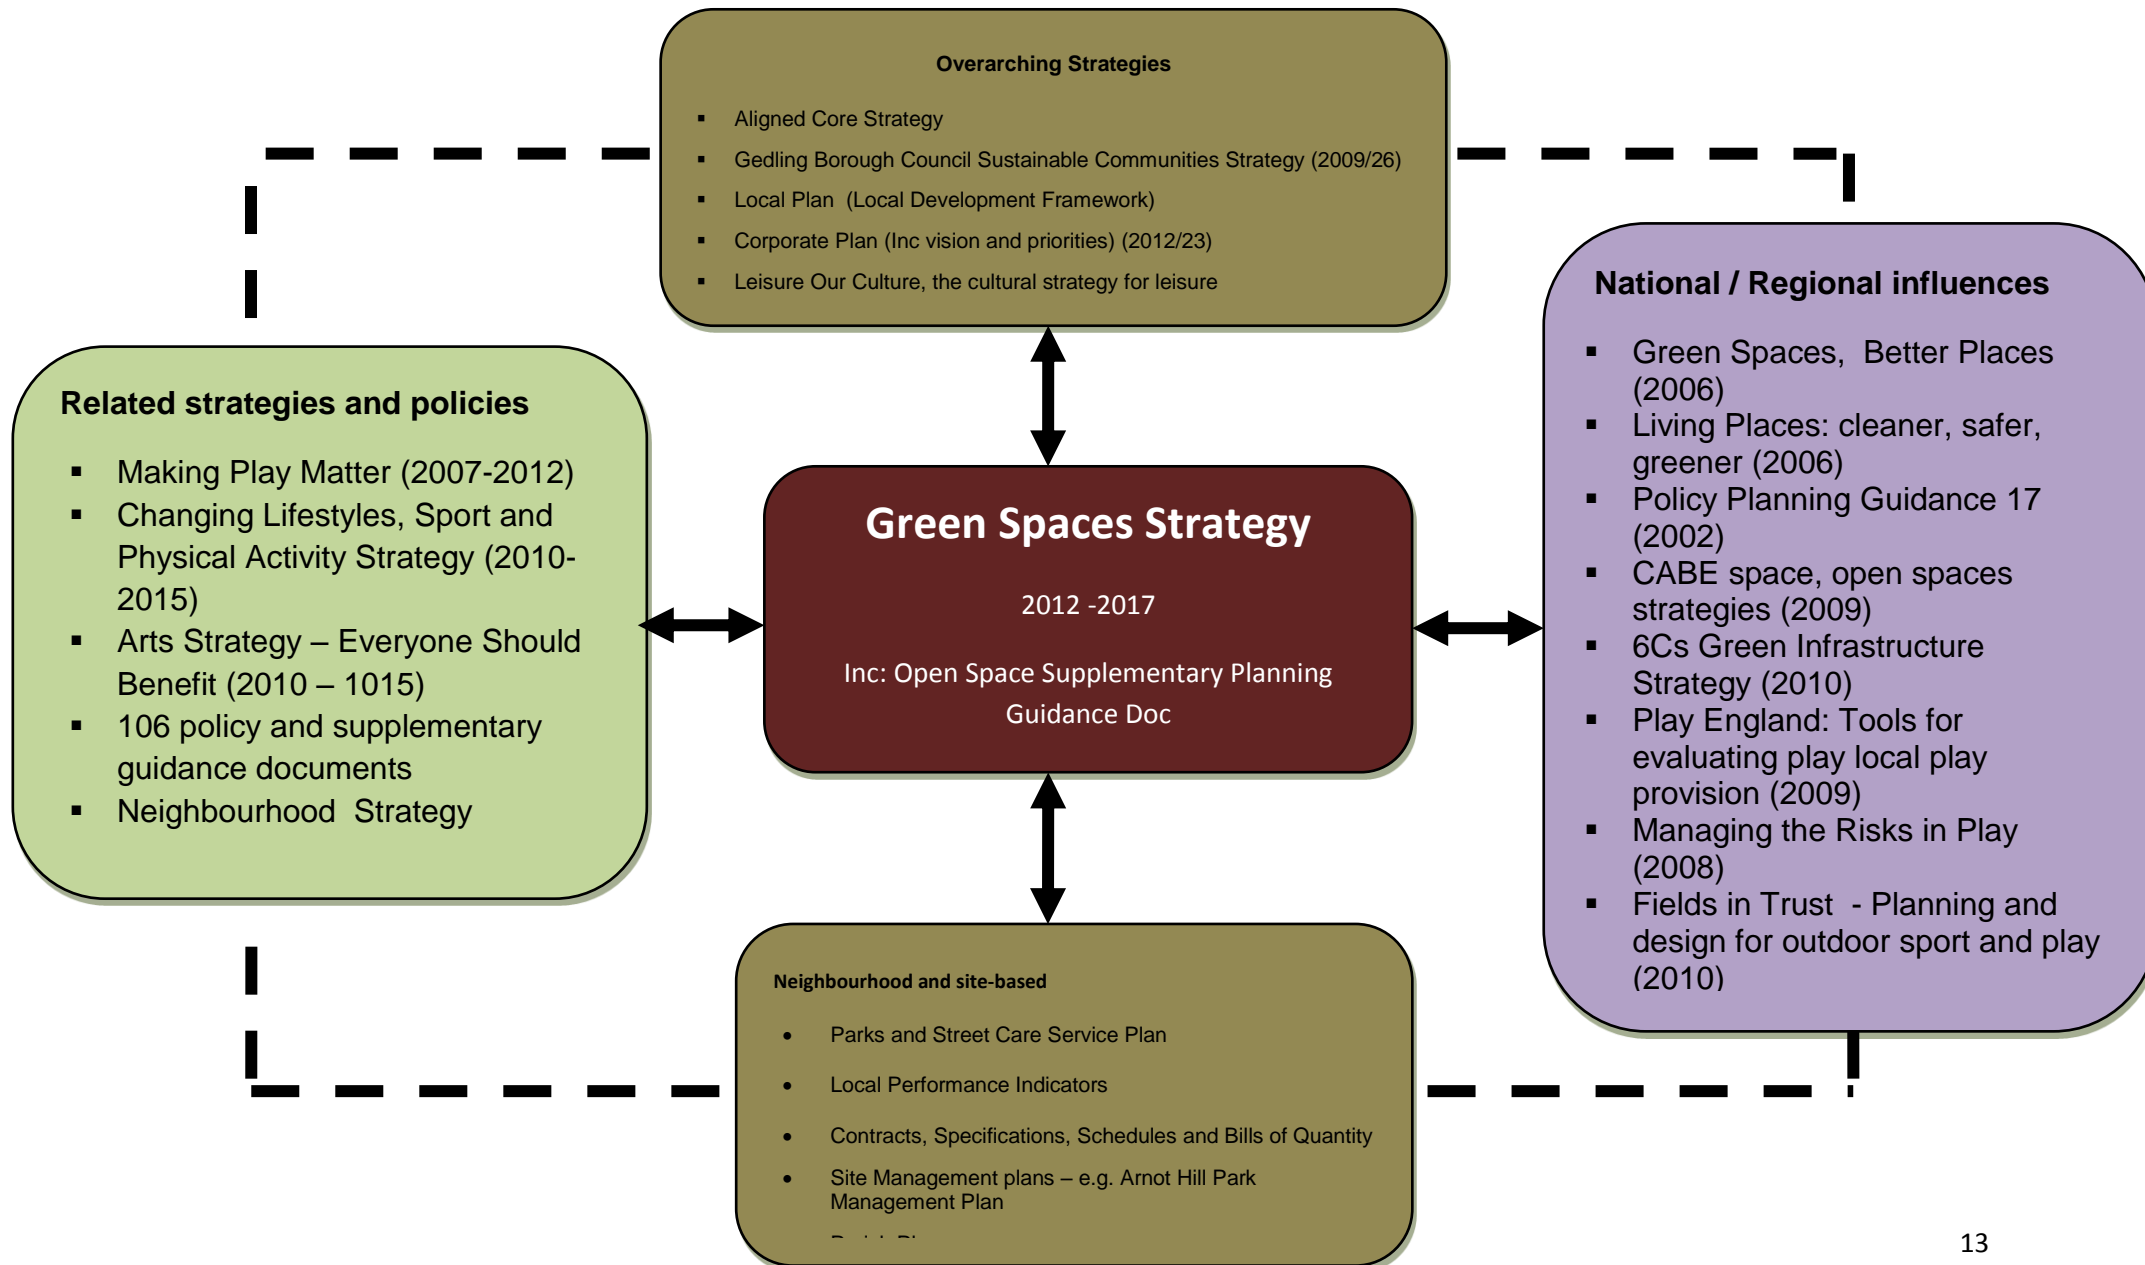 Overarching Strategies
▪ Aligned Core Strategy
▪ Gedling Borough Council Sustainable Communities Strategy (2009/26)
▪ Local Plan (Local Development Framework)
▪ Corporate Plan (Inc vision and priorities) (2012/23)
▪ Leisure Our Culture, the cultural strategy for leisure
Related strategies and policies
▪ Making Play Matter (2007-2012)
▪ Changing Lifestyles, Sport and
Physical Activity Strategy (2010-
2015)
▪ Arts Strategy – Everyone Should
Benefit (2010 – 1015)
▪ 106 policy and supplementary
guidance documents
▪ Neighbourhood Strategy
Green Spaces Strategy
2012 -2017
Inc: Open Space Supplementary Planning
Guidance Doc
National / Regional influences
▪ Green Spaces, Better Places
(2006)
▪ Living Places: cleaner, safer,
greener (2006)
▪ Policy Planning Guidance 17
(2002)
▪ CABE space, open spaces
strategies (2009)
▪ 6Cs Green Infrastructure
Strategy (2010)
▪ Play England: Tools for
evaluating play local play
provision (2009)
▪ Managing the Risks in Play
(2008)
▪ Fields in Trust - Planning and
design for outdoor sport and play
(2010)
Neighbourhood and site-based
• Parks and Street Care Service Plan
• Local Performance Indicators
• Contracts, Specifications, Schedules and Bills of Quantity
• Site Management plans – e.g. Arnot Hill Park
Management Plan
13